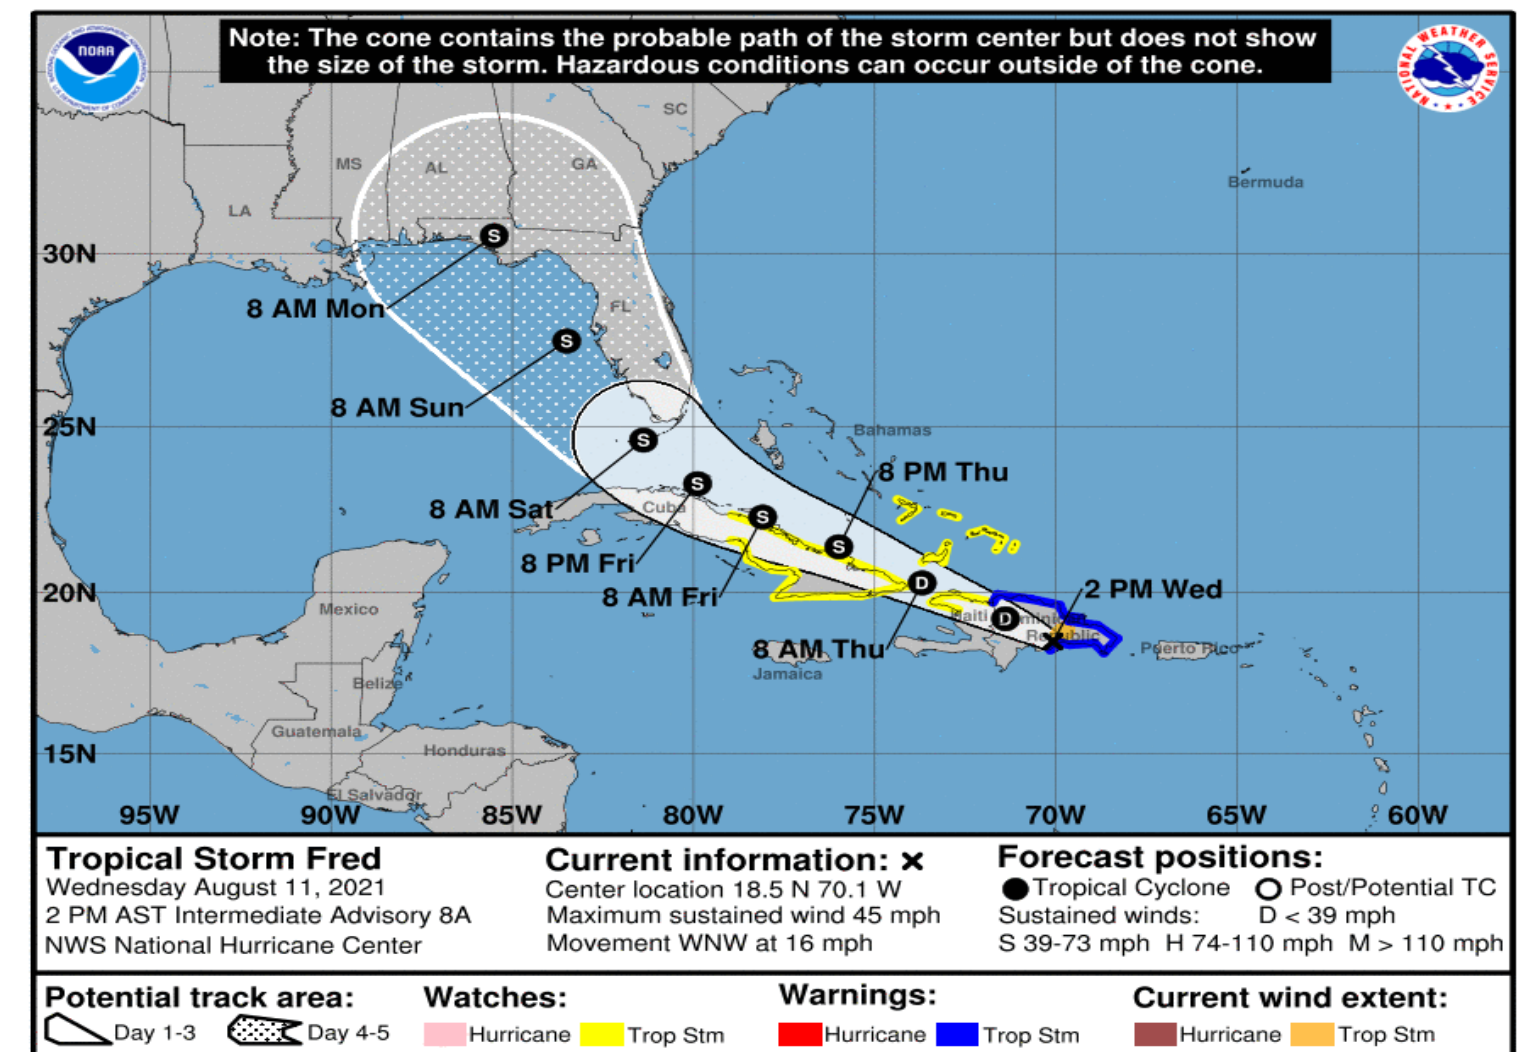 Note: The cone contains the probable path of the storm center but does not show
the size of the storm. Hazardous conditions can occur outside of the cone.
NOAA
NATIONAL WEATHER SERVICE
SC
MS
AL
GA
LA
Bermuda
30N
8 AM Mon
FL
8 AM Sun
25N
Bahamas
8 PM Thu
8 AM Sat
Cuba
8 PM Fri
8 AM Fri
20N
2 PM Wed
Mexico
Haiti
Dominican
Republic
8 AM Thu
Puerto Rico
Jamaica
Belize
Guatemala
Honduras
15N
El Salvador
95W 90W 85W 80W 75W 70W 65W 60W
S
S
S
S
S
S
D
D
Tropical Storm Fred
Wednesday August 11, 2021
2 PM AST Intermediate Advisory 8A
NWS National Hurricane Center
Current information: x
Center location 18.5 N 70.1 W
Maximum sustained wind 45 mph
Movement WNW at 16 mph
Forecast positions:
Tropical Cyclone Post/Potential TC
Sustained winds: D < 39 mph
S 39-73 mph H 74-110 mph M > 110 mph
Potential track area:
Day 1-3 Day 4-5
Watches:
Hurricane Trop Stm
Warnings:
Hurricane Trop Stm
Current wind extent:
Hurricane Trop Stm